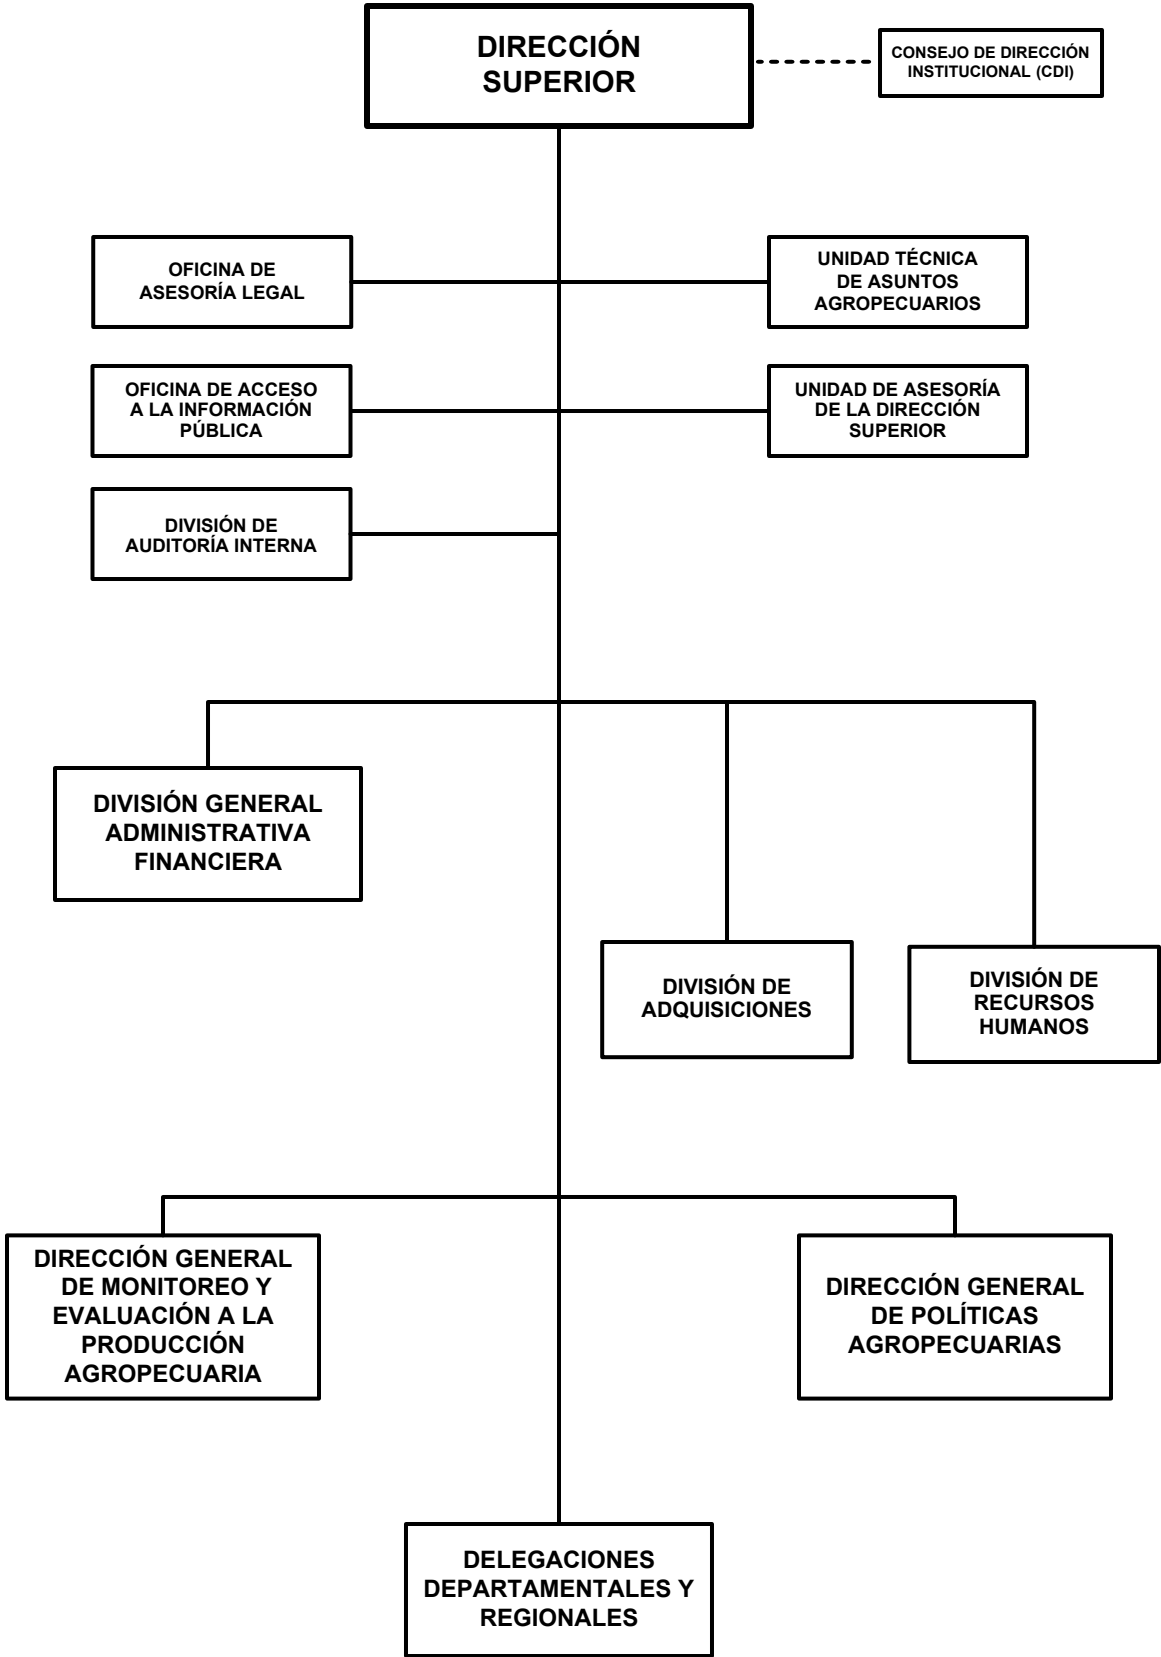 DIRECCIÓN
SUPERIOR
CONSEJO DE DIRECCIÓN
INSTITUCIONAL (CDI)
OFICINA DE
ASESORÍA LEGAL
UNIDAD TÉCNICA
DE ASUNTOS
AGROPECUARIOS
OFICINA DE ACCESO
A LA INFORMACIÓN
PÚBLICA
UNIDAD DE ASESORÍA
DE LA DIRECCIÓN
SUPERIOR
DIVISIÓN DE
AUDITORÍA INTERNA
DIVISIÓN GENERAL
ADMINISTRATIVA
FINANCIERA
DIVISIÓN DE
ADQUISICIONES
DIVISIÓN DE
RECURSOS
HUMANOS
DIRECCIÓN GENERAL
DE MONITOREO Y
EVALUACIÓN A LA
PRODUCCIÓN
AGROPECUARIA
DIRECCIÓN GENERAL
DE POLÍTICAS
AGROPECUARIAS
DELEGACIONES
DEPARTAMENTALES Y
REGIONALES